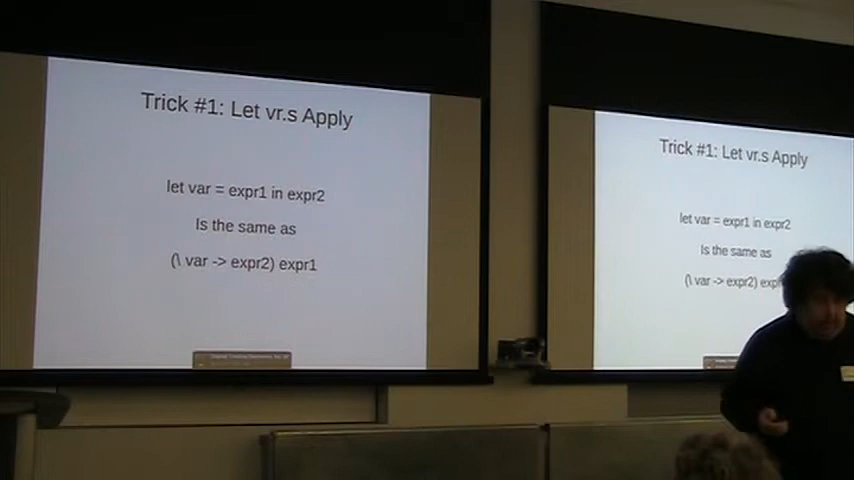 Trick #1: Let vr.s Apply
let var = expr1 in expr2
Is the same as
(\ var -> expr2) expr1
Trick #1: Let vr.s Apply
let var = expr1 in expr2
Is the same as
(\ var -> expr2)